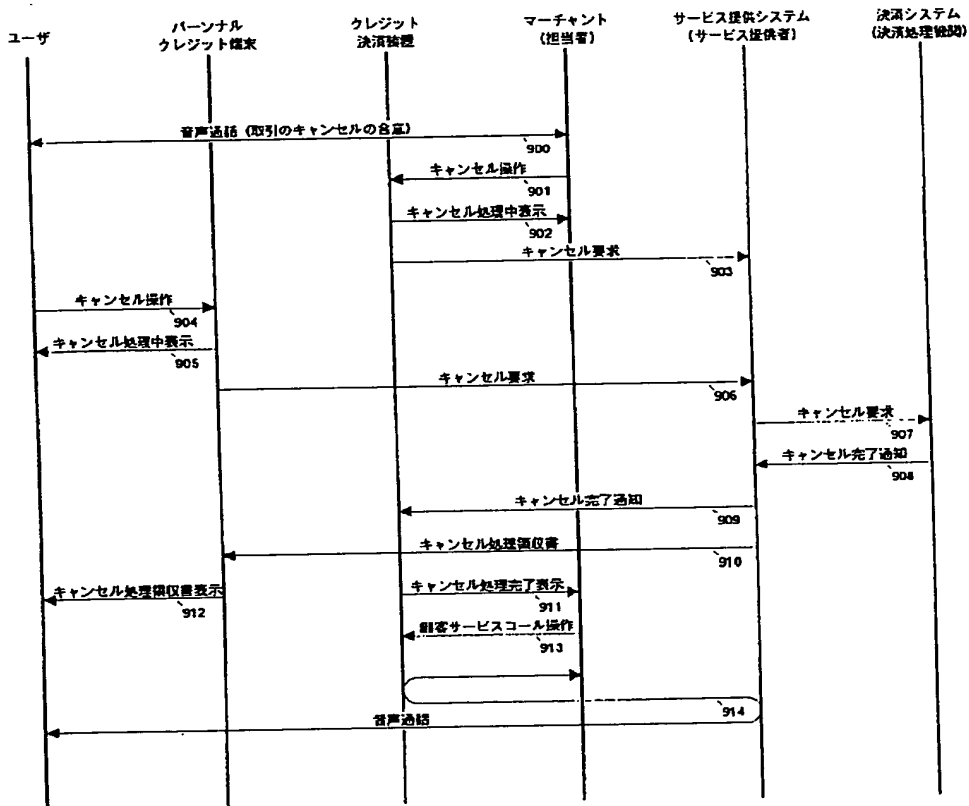 ユーザ
パーソナル
クレジット端末
クレジット
決済装置
マーチャント
(担当者)
サービス提供システム
(サービス提供者)
決済システム
(決済処理機関)
音声通話 (取引のキャンセルの合意)
900
キャンセル操作
901
キャンセル処理中表示
902
キャンセル要求
903
キャンセル操作
904
キャンセル処理中表示
905
キャンセル要求
906
キャンセル要求
907
キャンセル完了通知
908
キャンセル完了通知
909
キャンセル処理領収書
910
キャンセル処理完了表示
911
キャンセル処理領収書表示
912
顧客サービスコール操作
913
914
音声通話